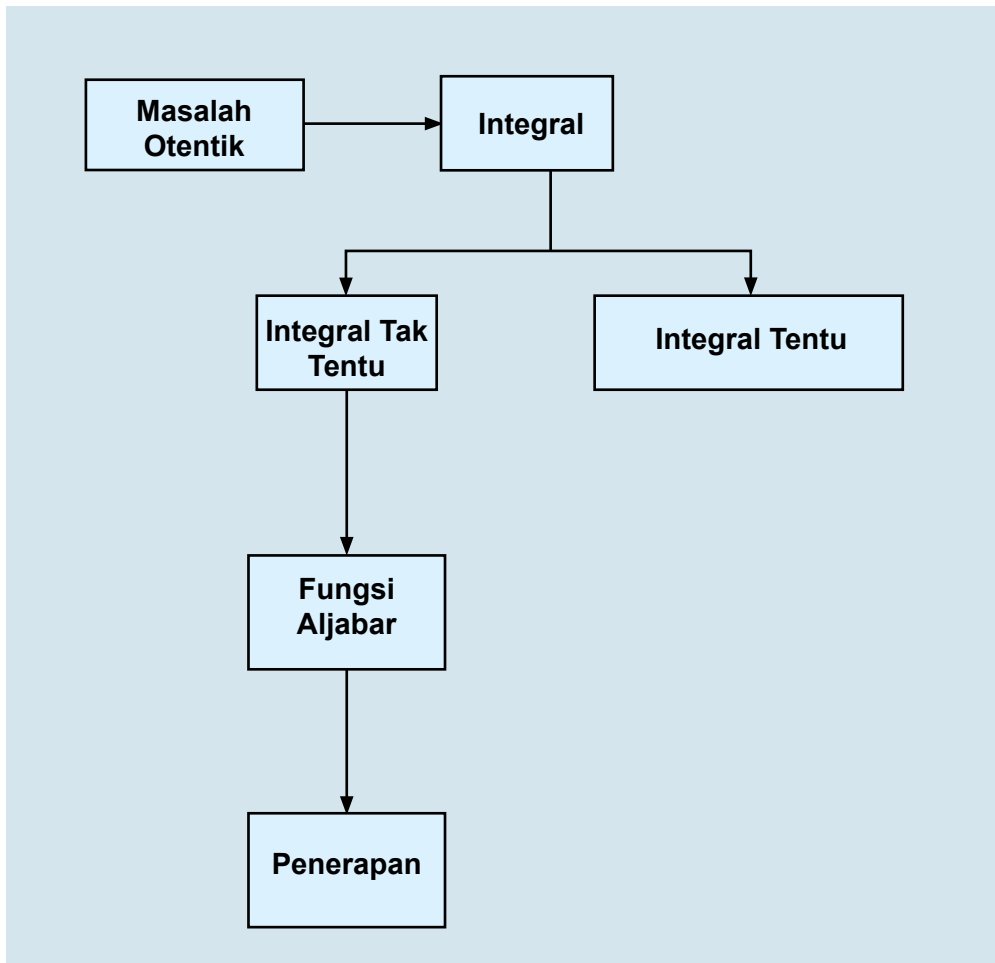 Masalah
Otentik
Integral
Integral Tak
Tentu
Integral Tentu
Fungsi
Aljabar
Penerapan